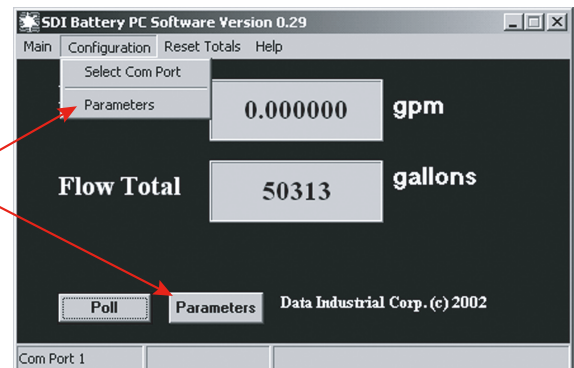 SDI Battery PC Software Version 0.29
Main Configuration Reset Totals Help
Select Com Port
Parameters
0.000000 gpm
Flow Total 50313 gallons
Poll Parameters Data Industrial Corp. (c) 2002
Com Port 1